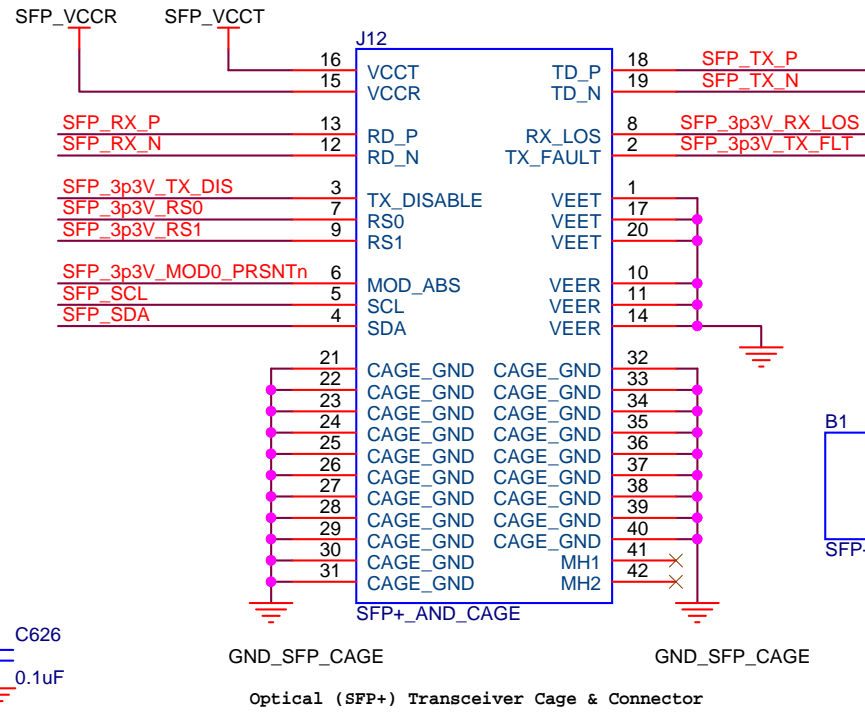 SFP_VCCR SFP_VCCT
J12
16 VCCT TD_P 18 SFP_TX_P
15 VCCR TD_N 19 SFP_TX_N
SFP_RX_P 13 RD_P RX_LOS 8 SFP_3p3V_RX_LOS
SFP_RX_N 12 RD_N TX_FAULT 2 SFP_3p3V_TX_FLT
SFP_3p3V_TX_DIS 3 TX_DISABLE VEET 1
SFP_3p3V_RS0 7 RS0 VEET 17
SFP_3p3V_RS1 9 RS1 VEET 20
SFP_3p3V_MOD0_PRSNTn 6 MOD_ABS VEER 10
SFP_SCL 5 SCL VEER 11
SFP_SDA 4 SDA VEER 14
21 CAGE_GND CAGE_GND 32
22 CAGE_GND CAGE_GND 33
23 CAGE_GND CAGE_GND 34
24 CAGE_GND CAGE_GND 35
25 CAGE_GND CAGE_GND 36
26 CAGE_GND CAGE_GND 37
27 CAGE_GND CAGE_GND 38
28 CAGE_GND CAGE_GND 39
29 CAGE_GND CAGE_GND 40
30 CAGE_GND MH1 41
31 CAGE_GND MH2 42
SFP+_AND_CAGE
B1
SFP-
C626
0.1uF
GND_SFP_CAGE GND_SFP_CAGE
Optical (SFP+) Transceiver Cage & Connector